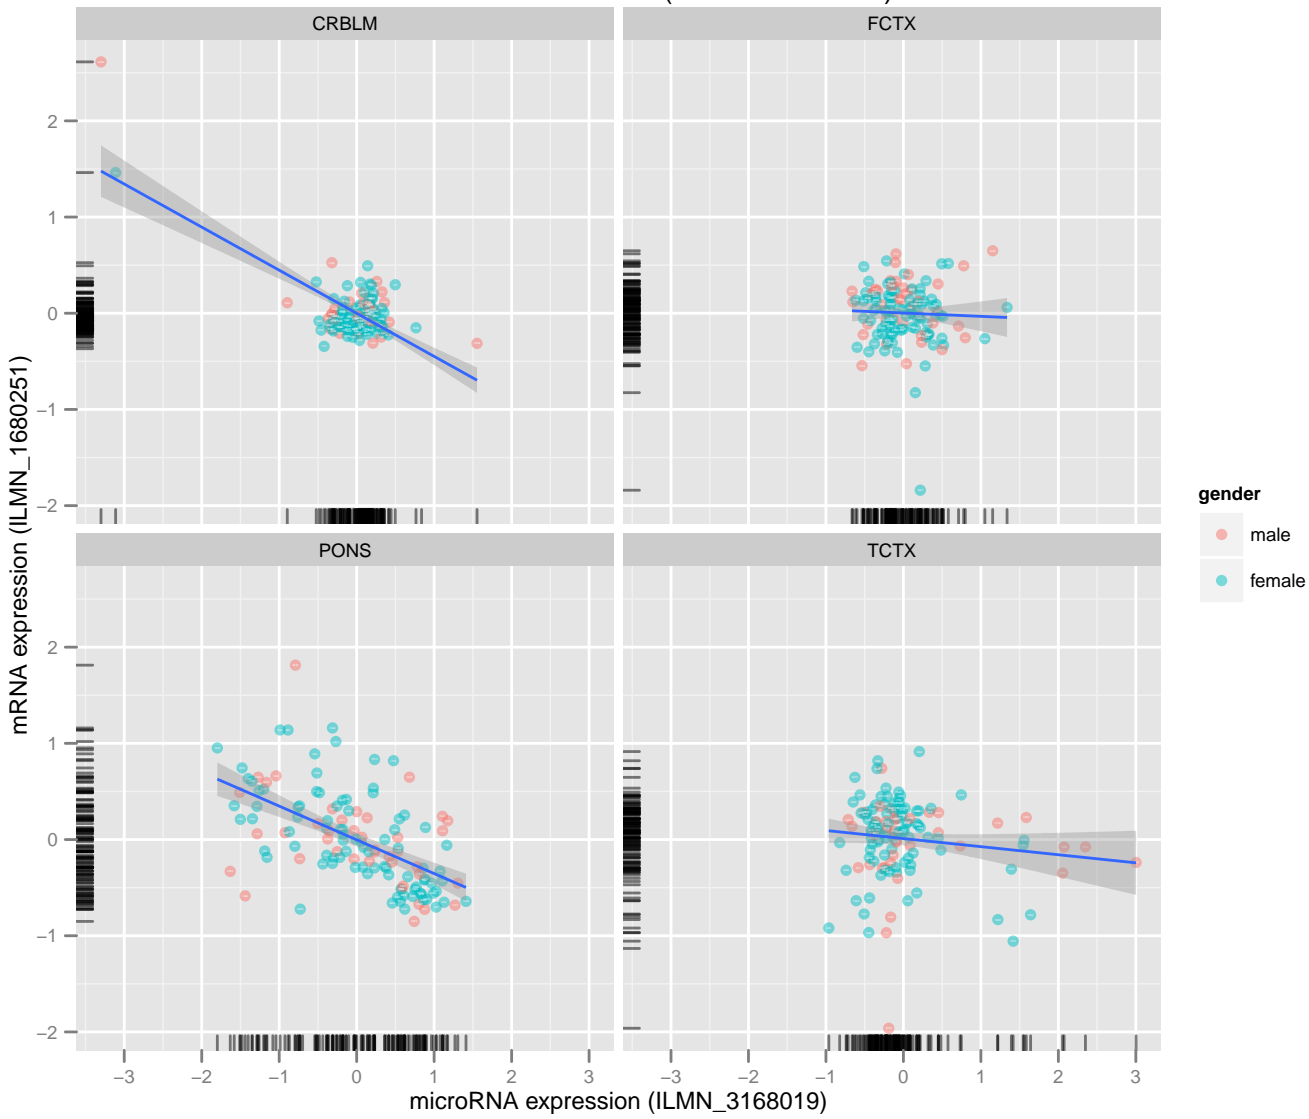 CRBLM
FCTX
2
1
0
−1
−2
PONS
TCTX
2
1
0
−1
−2
−3
−2
−1
0
1
2
3
−3
−2
−1
0
1
2
3
mRNA expression (ILMN_1680251)
microRNA expression (ILMN_3168019)
gender
male
female